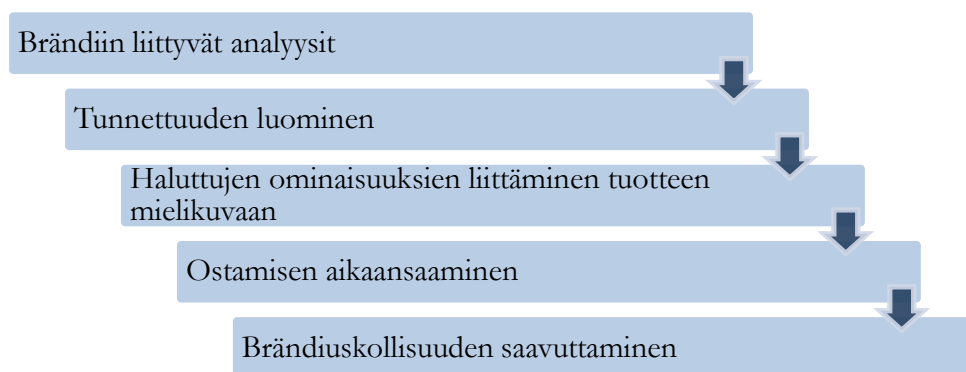 Brändiin liittyvät analyysit
Tunnettuuden luominen
Haluttujen ominaisuuksien liittäminen tuotteen
mielikuvaan
Ostamisen aikaansaaminen
Brändiuskollisuuden saavuttaminen